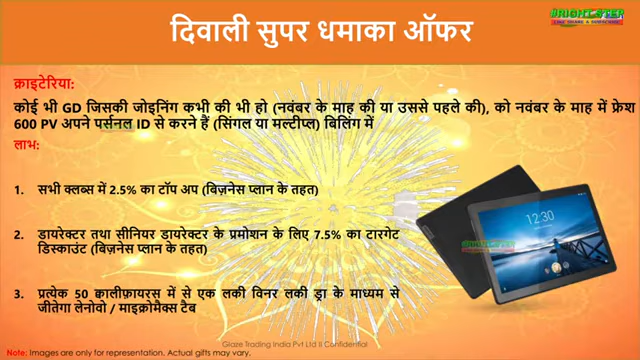 दिवाली सुपर धमाका ऑफर
BRIGHT STEP
क्राइटेरिया:
कोई भी GD जिसकी जोइनिंग कभी की भी हो (नवंबर के माह की या उससे पहले की), को नवंबर के माह में फ्रेश
600 PV अपने पर्सनल ID से करने हैं (सिंगल या मल्टीप्ल) बिलिंग में
लाभ:
1. सभी क्लब्स में 2.5% का टॉप अप (बिज़नेस प्लान के तहत)
12:30
2. डायरेक्टर तथा सीनियर डायरेक्टर के प्रमोशन के लिए 7.5% का टारगेट
डिस्काउंट (बिज़नेस प्लान के तहत)
3. प्रत्येक 50 क्वालीफ़ायरस में से एक लकी विनर लकी ड्रा के माध्यम से
जीतेगा लेनोवो / माइक्रोमैक्स टैब
Glaze Trading India Pvt Ltd II Confidential
Note: Images are only for representation. Actual gifts may vary.